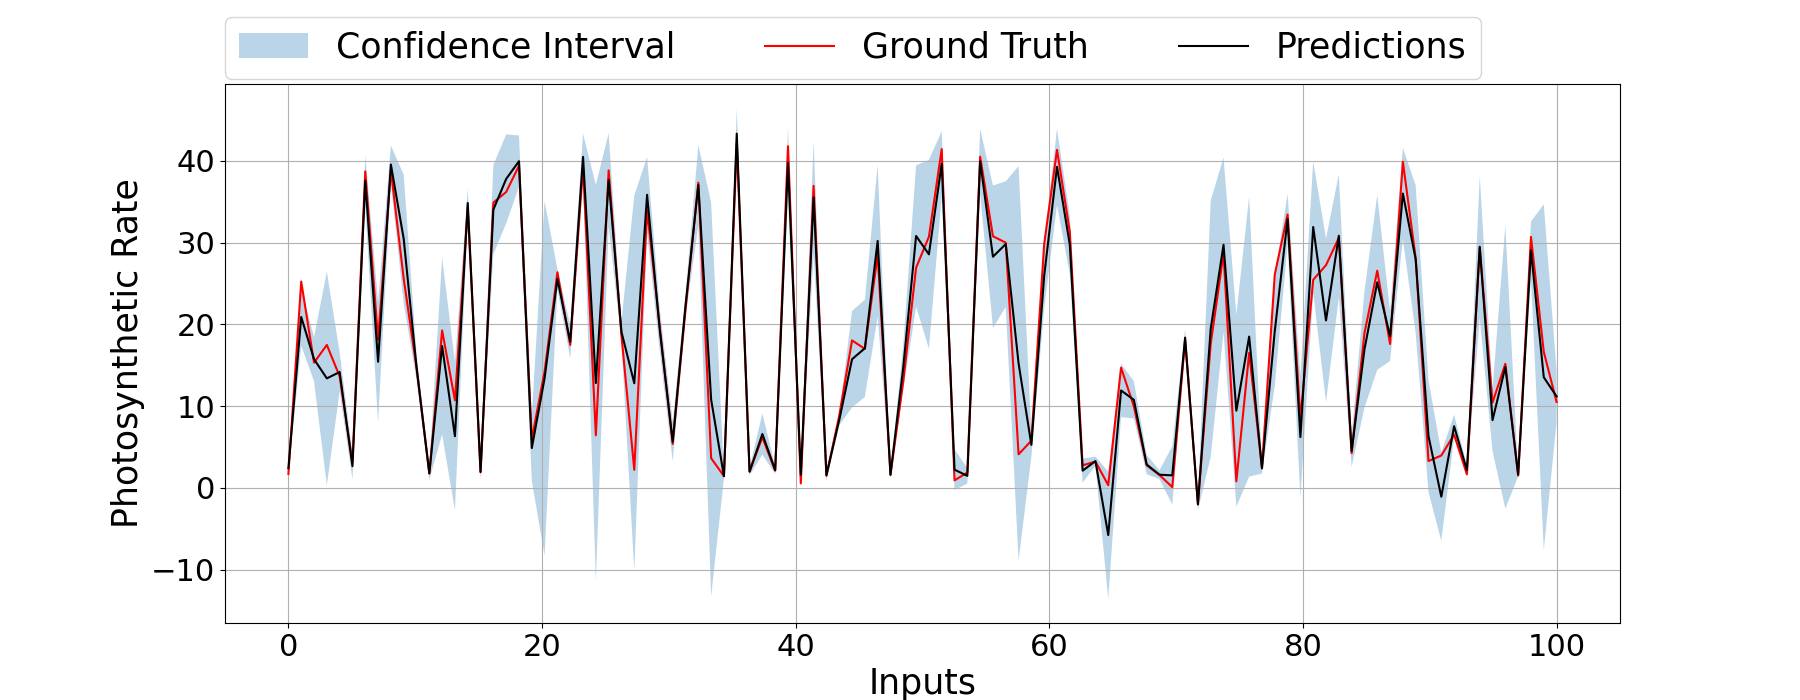 Confidence Interval Ground Truth Predictions
Photosynthetic Rate
40
30
20
10
0
−10
0 20 40 60 80 100
Inputs